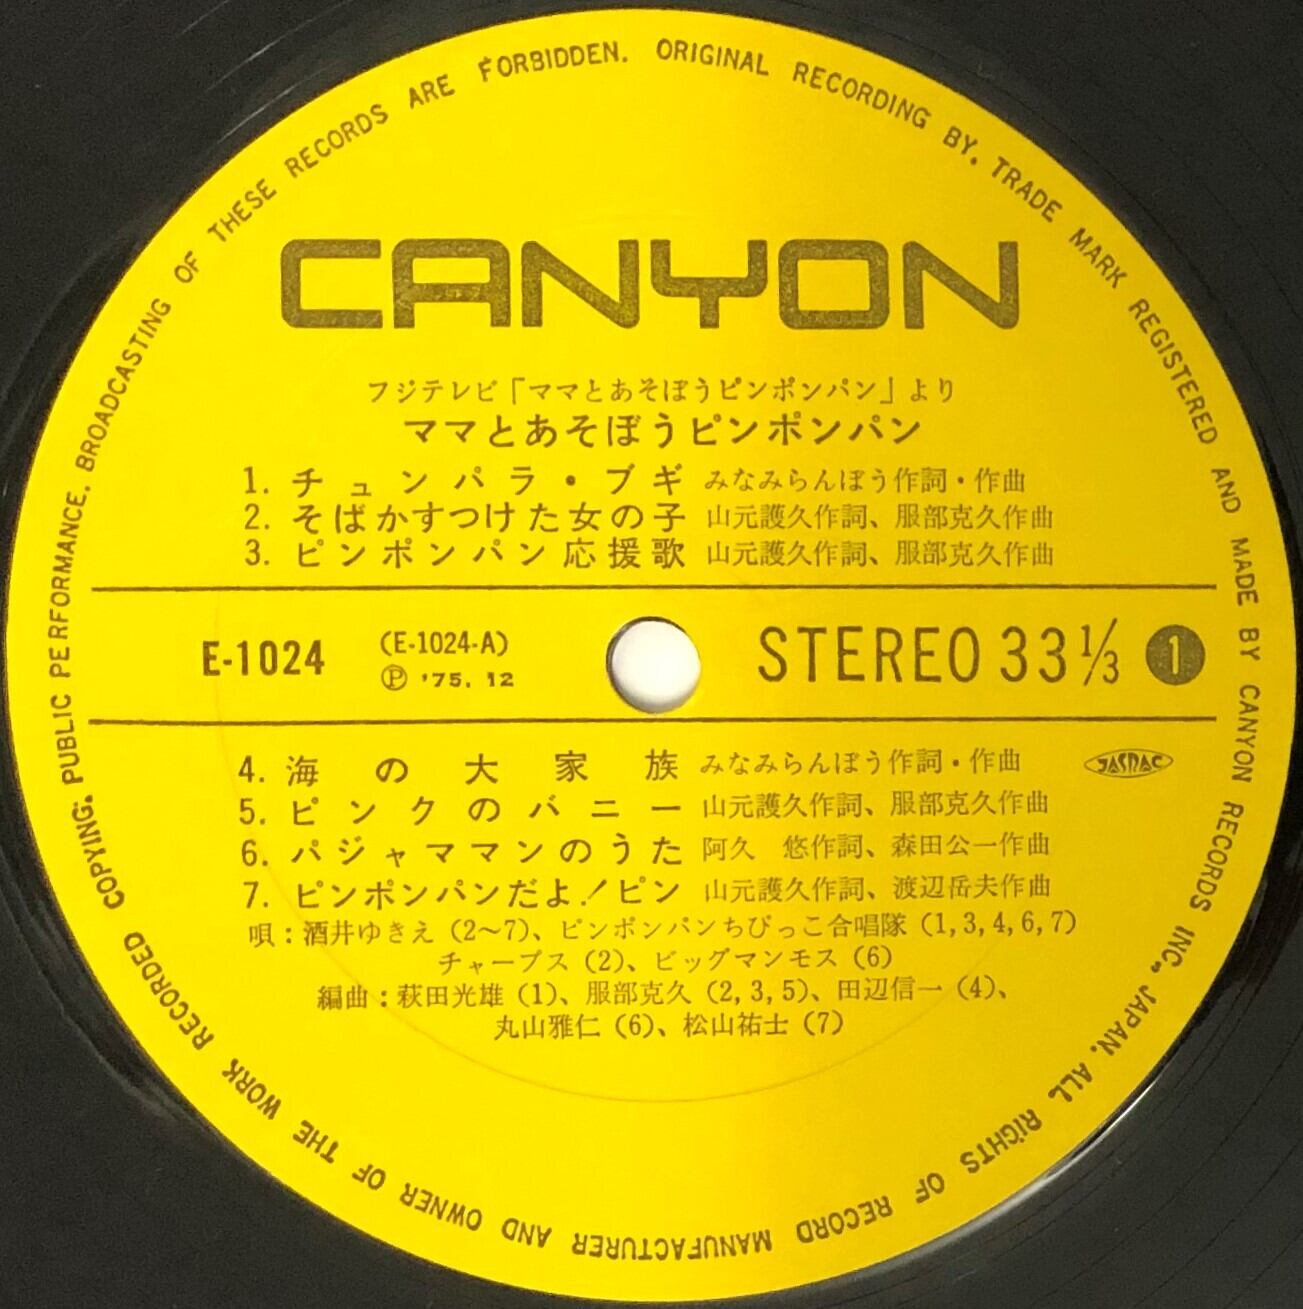 COPYING, PUBLIC PERFORMANCE, BROADCASTING OF THESE RECORDS ARE FORBIDDEN. ORIGINAL RECORDING BY, TRADE MARK REGISTERED AND MADE BY CANYON RECORDS INC., JAPAN. ALL RIGHTS OF RECORD MANUFACTURER AND OWNER OF THE WORK RECORDED
CANYON
フジテレビ「ママとあそぼうピンポンパン」より
ママとあそぼうピンポンパン
1. チュンパラ・ブギ みなみらんぼう作詞・作曲
2. そばかすつけた女の子 山元護久作詞、服部克久作曲
3. ピンポンパン応援歌 山元護久作詞、服部克久作曲
E-1024 (E-1024-A) STEREO 33 1/3 1
Ⓟ '75. 12
4. 海の大家族 みなみらんぼう作詞・作曲 JASRAC
5. ピンクのバニー 山元護久作詞、服部克久作曲
6. パジャママンのうた 阿久 悠作詞、森田公一作曲
7. ピンポンパンだよ！ピン 山元護久作詞、渡辺岳夫作曲
唄：酒井ゆきえ（2〜7）、ピンポンパンちびっこ合唱隊（1,3,4,6,7）
チャープス（2）、ビッグマンモス（6）
編曲：萩田光雄（1）、服部克久（2,3,5）、田辺信一（4）、
丸山雅仁（6）、松山祐士（7）